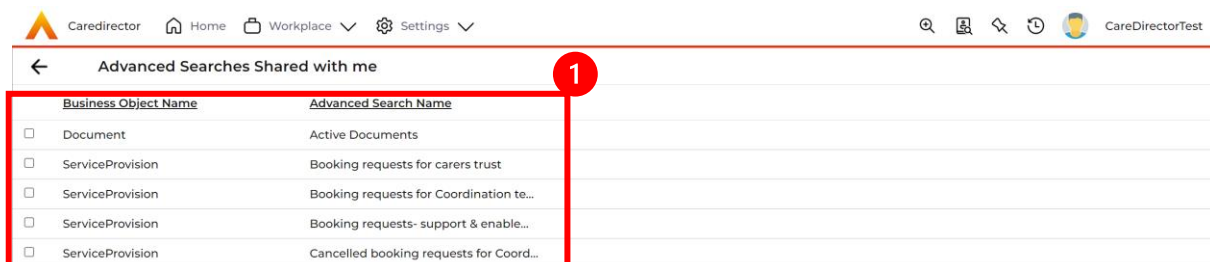 Caredirector Home Workplace Settings CareDirectorTest
Advanced Searches Shared with me
1
Business Object Name Advanced Search Name
Document Active Documents
ServiceProvision Booking requests for carers trust
ServiceProvision Booking requests for Coordination te...
ServiceProvision Booking requests- support & enable...
ServiceProvision Cancelled booking requests for Coord...